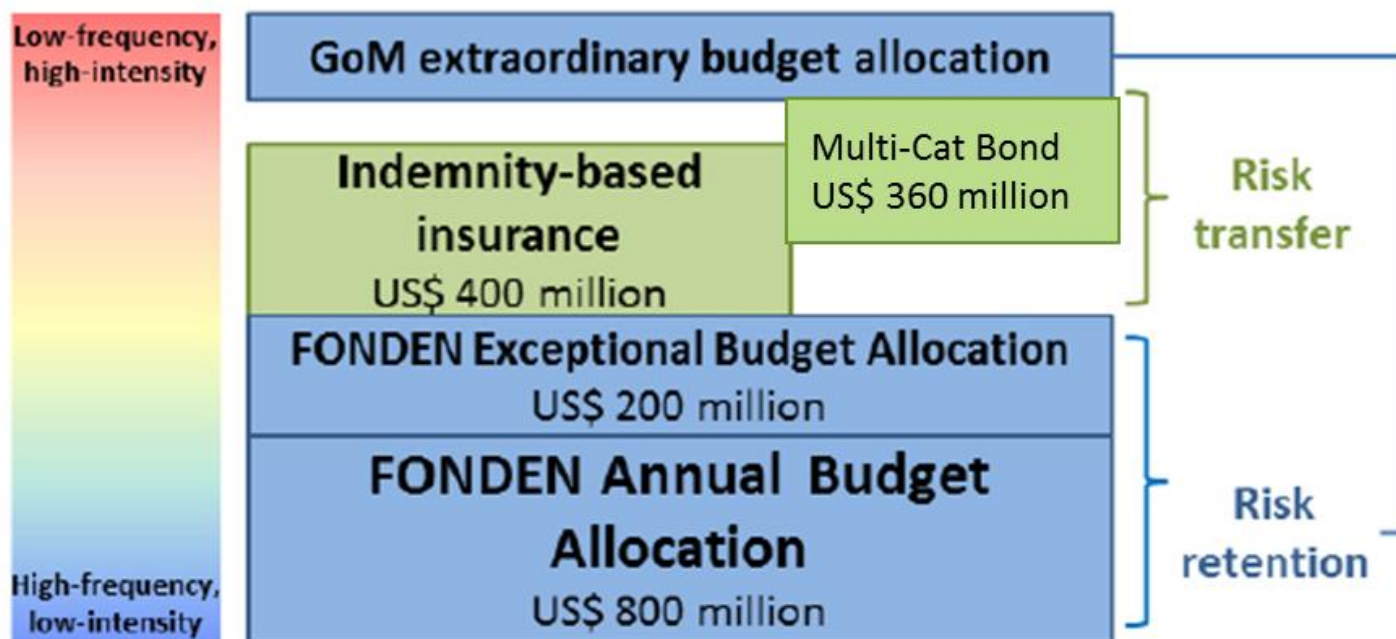 Low-frequency,
high-intensity
GoM extraordinary budget allocation
Multi-Cat Bond
US$ 360 million
Indemnity-based
insurance
US$ 400 million
Risk
transfer
FONDEN Exceptional Budget Allocation
US$ 200 million
FONDEN Annual Budget
Allocation
US$ 800 million
Risk
retention
High-frequency,
low-intensity